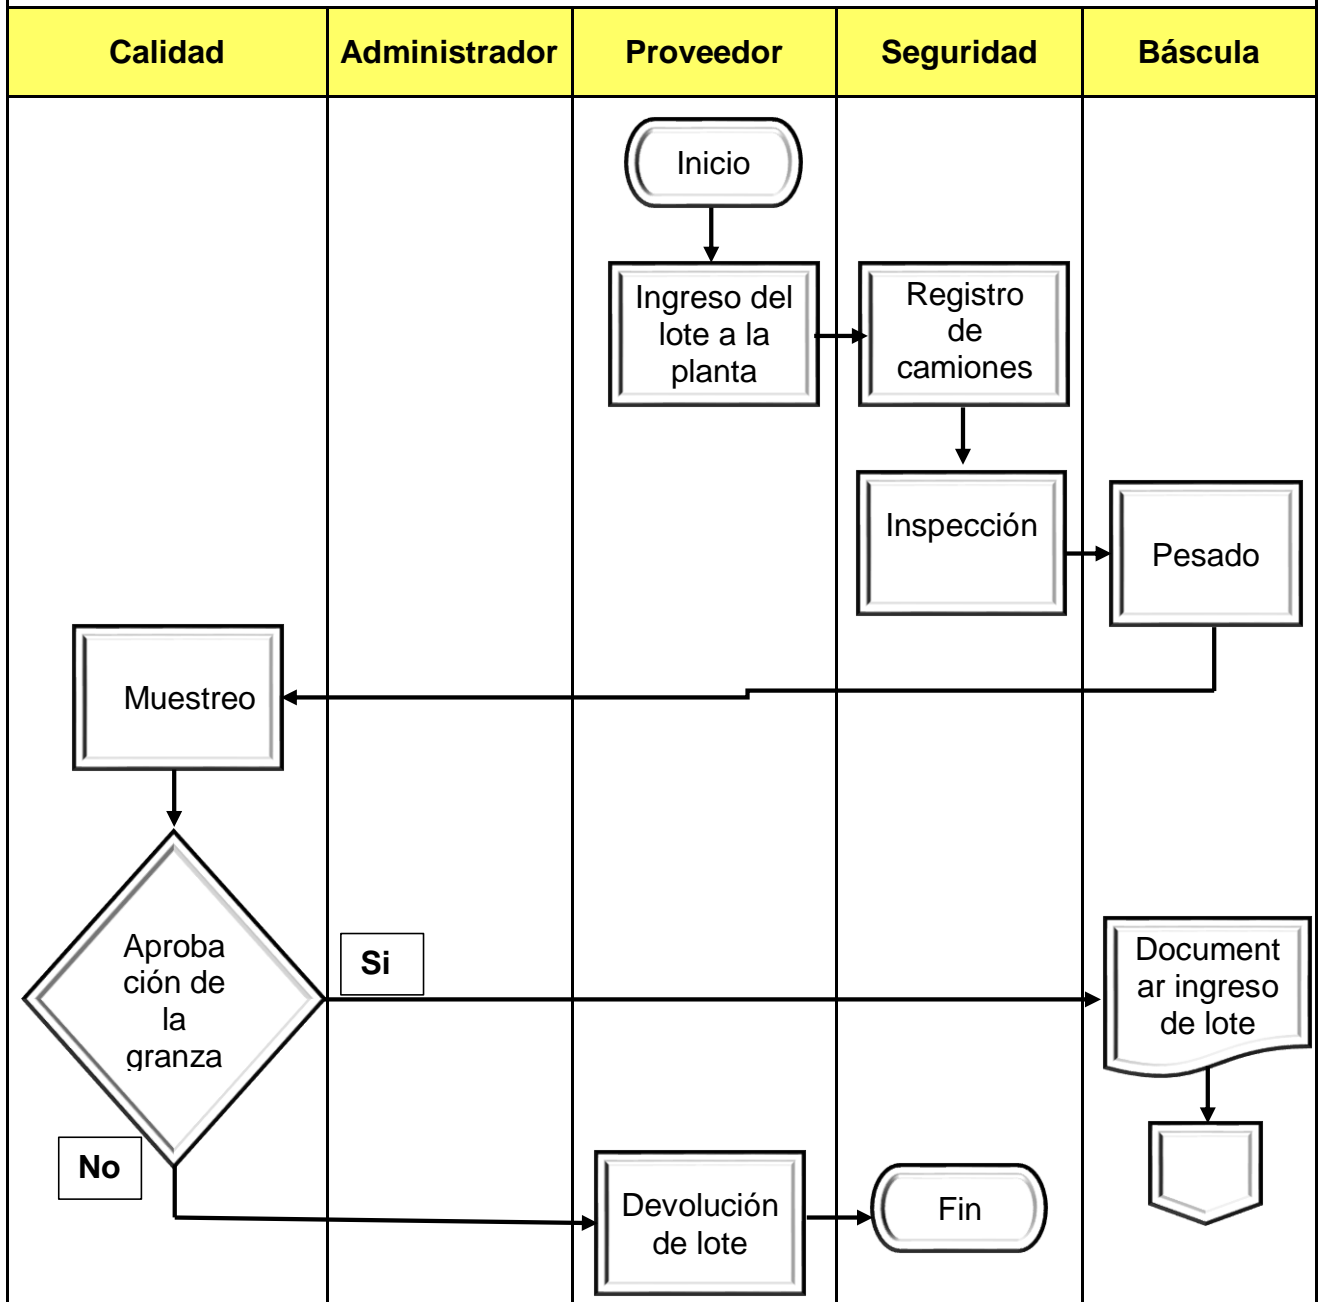 Calidad
Administrador
Proveedor
Seguridad
Báscula
Inicio
Ingreso del
lote a la
planta
Registro
de
camiones
Inspección
Pesado
Muestreo
Aproba
ción de
la
granza
Si
Document
ar ingreso
de lote
No
Devolución
de lote
Fin